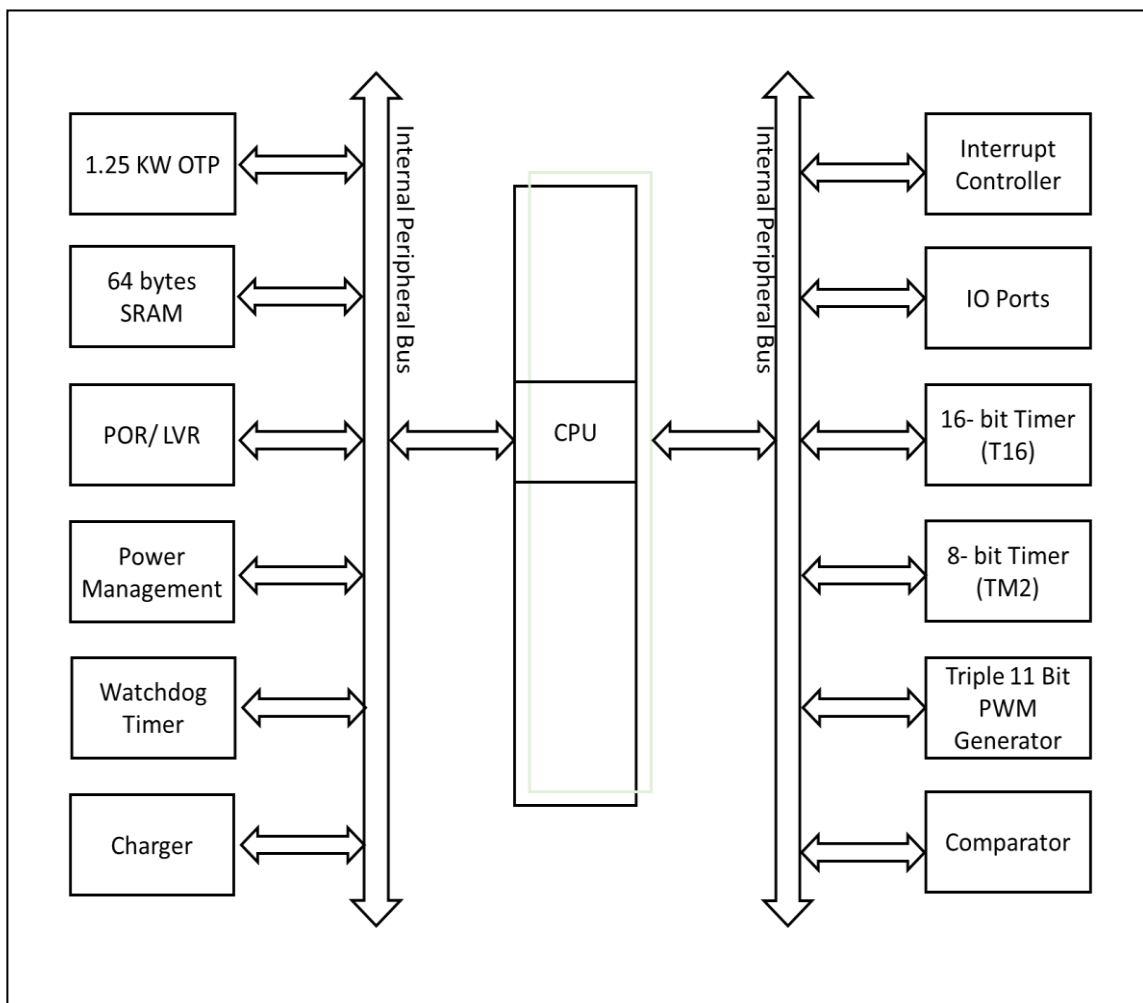 1.25 KW OTP
64 bytes
SRAM
POR/ LVR
Power
Management
Watchdog
Timer
Charger
Internal Peripheral Bus
CPU
Internal Peripheral Bus
Interrupt
Controller
IO Ports
16- bit Timer
(T16)
8- bit Timer
(TM2)
Triple 11 Bit
PWM
Generator
Comparator